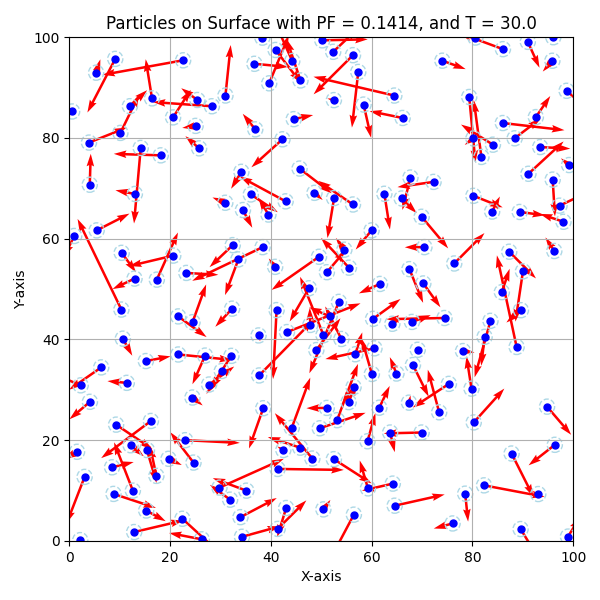 Particles on Surface with PF = 0.1414, and T = 30.0
Y-axis
100
80
60
40
20
0
0 20 40 60 80 100
X-axis